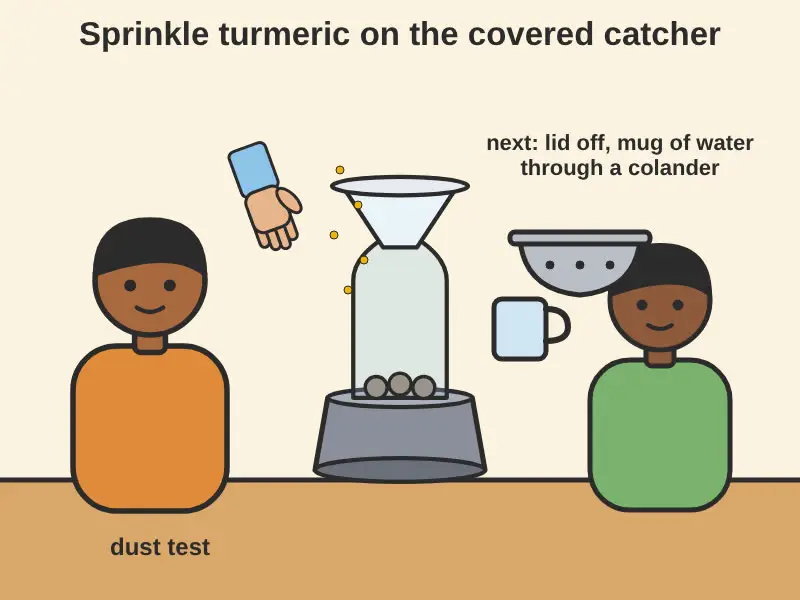 Sprinkle turmeric on the covered catcher
next: lid off, mug of water
through a colander
dust test